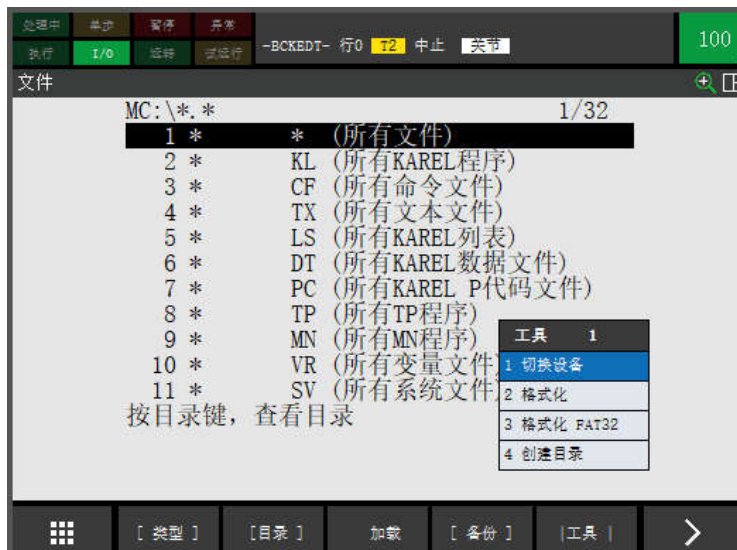 处理中 单步 暂停 异常
执行 I/O 运转 试运行
-BCKEDT- 行0 T2 中止 关节
100
文件
MC:\*.* 1/32
1 * * (所有文件)
2 * KL (所有KAREL程序)
3 * CF (所有命令文件)
4 * TX (所有文本文件)
5 * LS (所有KAREL列表)
6 * DT (所有KAREL数据文件)
7 * PC (所有KAREL P代码文件)
8 * TP (所有TP程序)
9 * MN (所有MN程序)
10 * VR (所有变量文件)
11 * SV (所有系统文件)
按目录键，查看目录
工具 1
1 切换设备
2 格式化
3 格式化 FAT32
4 创建目录
[ 类型 ] [目录 ] 加载 [ 备份 ] |工具 | >